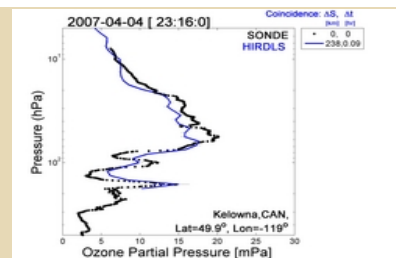 2007-04-04 [ 23:16:0]
Coincidence: ΔS, Δt
[km] [hr]
SONDE
HIRDLS
0, 0
238,0.09
10¹
10²
Pressure (hPa)
Kelowna,CAN,
Lat=49.9°, Lon=-119°
0 5 10 15 20 25 30
Ozone Partial Pressure [mPa]